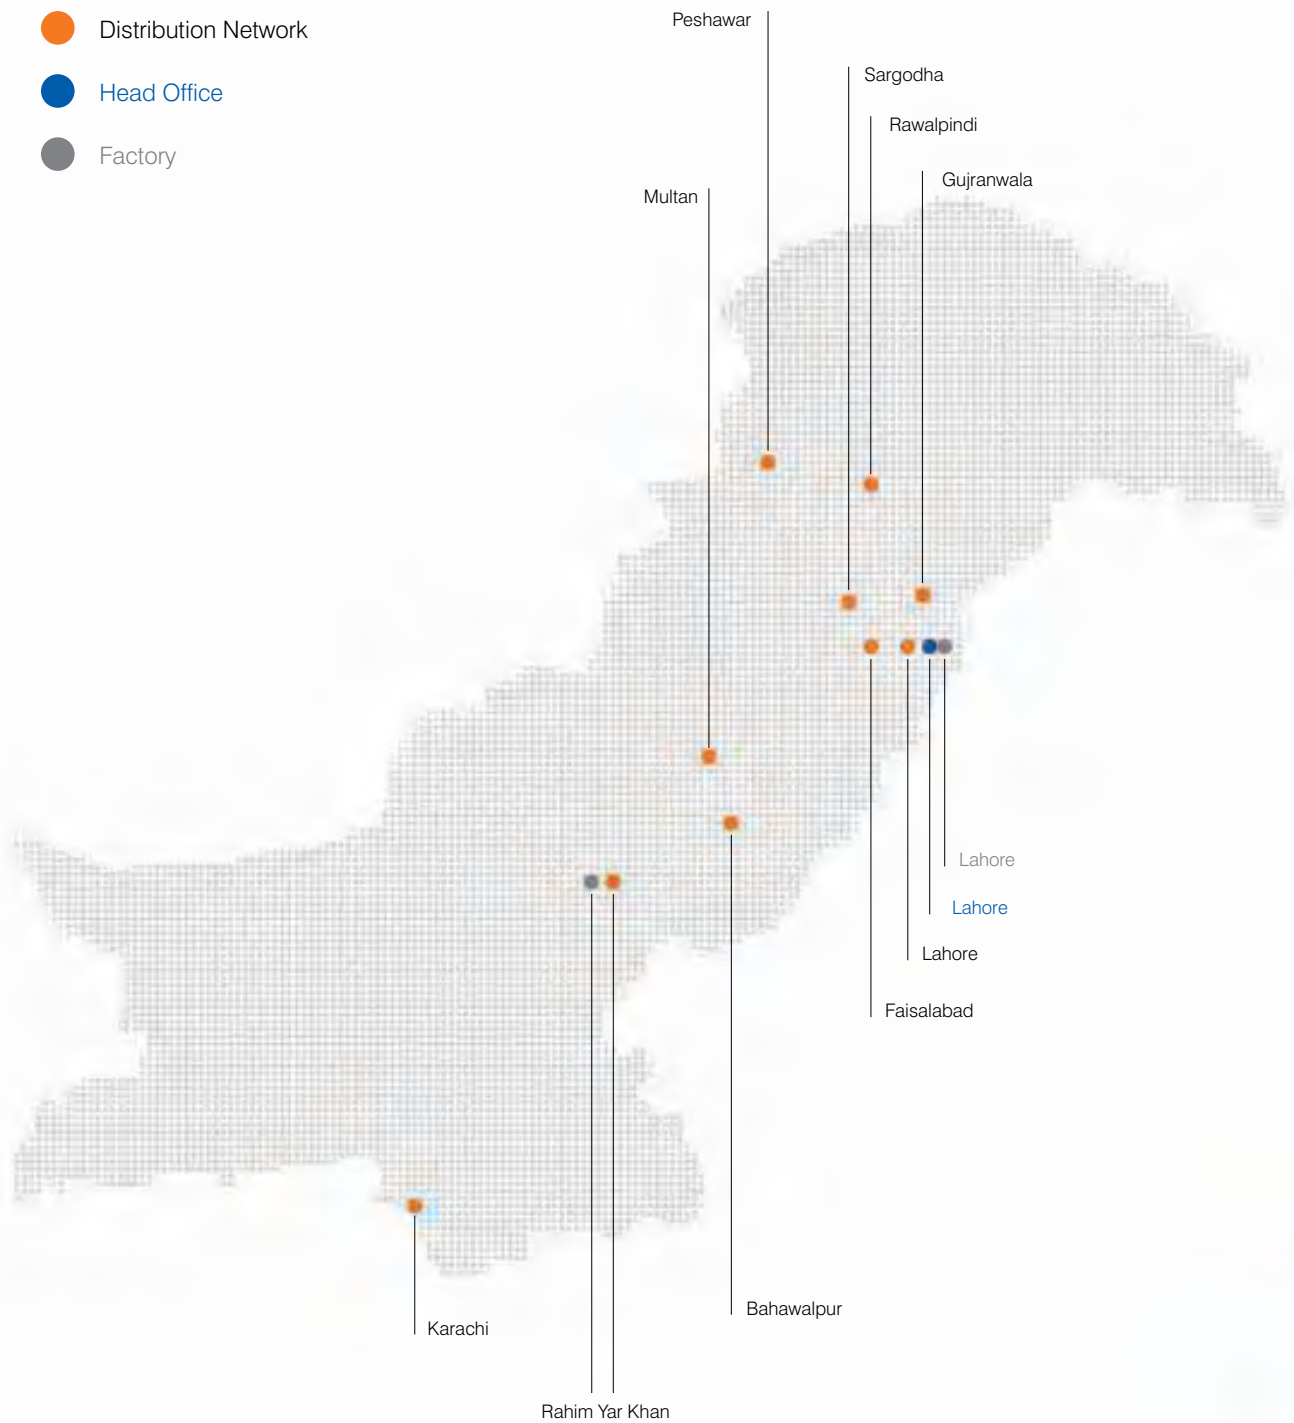 Distribution Network
Head Office
Factory
Peshawar
Sargodha
Rawalpindi
Gujranwala
Multan
Lahore
Lahore
Lahore
Faisalabad
Bahawalpur
Karachi
Rahim Yar Khan